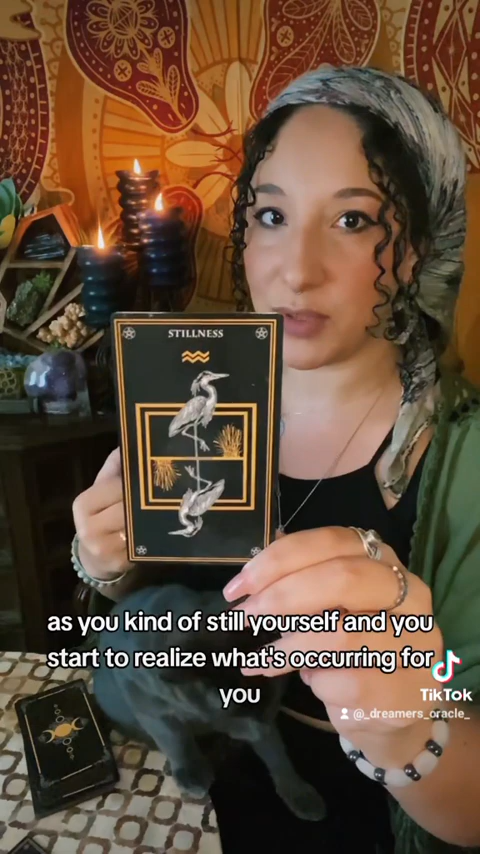 STILLNESS
as you kind of still yourself and you
start to realize what's occurring for
you
TikTok
@_dreamers_oracle_